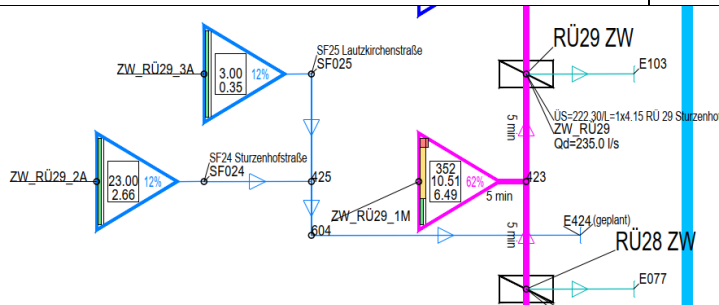 RÜ29 ZW
SF25 Lautzkirchenstraße
SF025
ZW_RÜ29_3A
3.00
0.35
12%
E103
ÜS=222.30/L=1x4.15 RÜ 29 Sturzenhof
ZW_RÜ29
Qd=235.0 l/s
5 min
SF24 Sturzenhofstraße
SF024
ZW_RÜ29_2A
23.00
2.66
12%
425
352
10.51
6.49
62%
5 min
423
ZW_RÜ29_1M
604
5 min
E424 (geplant)
RÜ28 ZW
E077